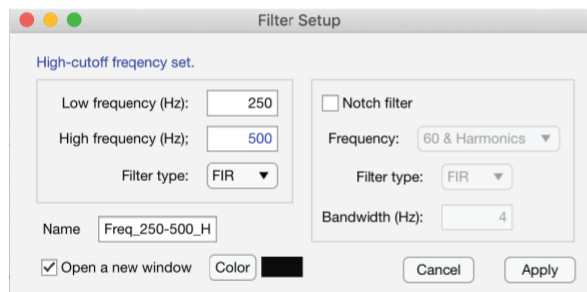 Filter Setup
High-cutoff freqency set.
Low frequency (Hz): 250
High frequency (Hz); 500
Filter type: FIR
Name Freq_250-500_H
Open a new window Color
Notch filter
Frequency: 60 & Harmonics
Filter type: FIR
Bandwidth (Hz): 4
Cancel Apply